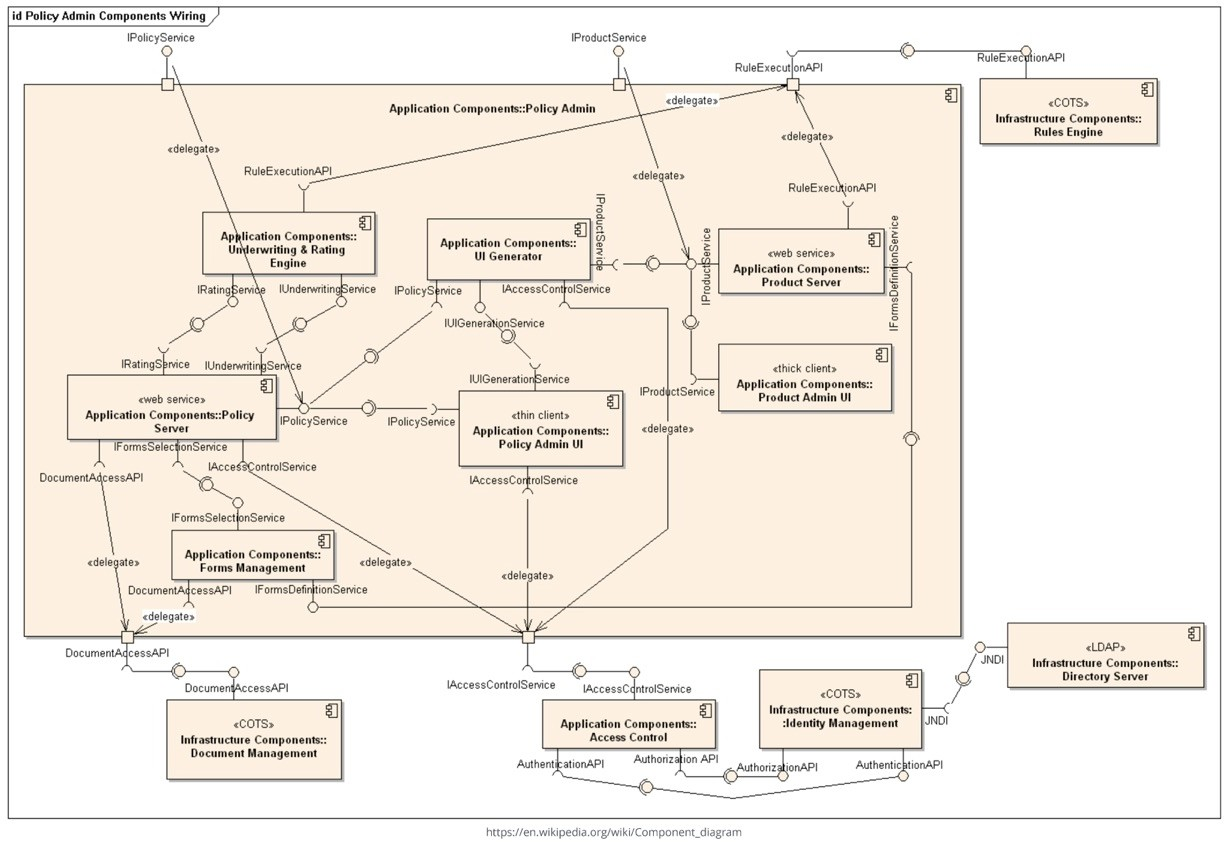 id Policy Admin Components Wiring
IPolicyService
IProductService
RuleExecutionAPI
RuleExecutionAPI
«COTS»
Infrastructure Components::
Rules Engine
Application Components::Policy Admin
«delegate»
«delegate»
«delegate»
«delegate»
RuleExecutionAPI
RuleExecutionAPI
Application Components::
Underwriting & Rating
Engine
Application Components::
UI Generator
IProductService
IProductService
«web service»
Application Components::
Product Server
IFormsDefinitionService
IRatingService
IUnderwritingService
IPolicyService
IAccessControlService
IUIGenerationService
IRatingService
IUnderwritingService
IUIGenerationService
«thick client»
Application Components::
Product Admin UI
IProductService
«web service»
Application Components::Policy
Server
IPolicyService
IPolicyService
«thin client»
Application Components::
Policy Admin UI
«delegate»
IFormsSelectionService
IAccessControlService
DocumentAccessAPI
IAccessControlService
IFormsSelectionService
Application Components::
Forms Management
«delegate»
«delegate»
«delegate»
DocumentAccessAPI
IFormsDefinitionService
«delegate»
DocumentAccessAPI
DocumentAccessAPI
IAccessControlService
IAccessControlService
«COTS»
Infrastructure Components::
Document Management
Application Components::
Access Control
«COTS»
Infrastructure Components:
:Identity Management
JNDI
JNDI
«LDAP»
Infrastructure Components::
Directory Server
AuthenticationAPI
Authorization API
AuthorizationAPI
AuthenticationAPI
https://en.wikipedia.org/wiki/Component_diagram